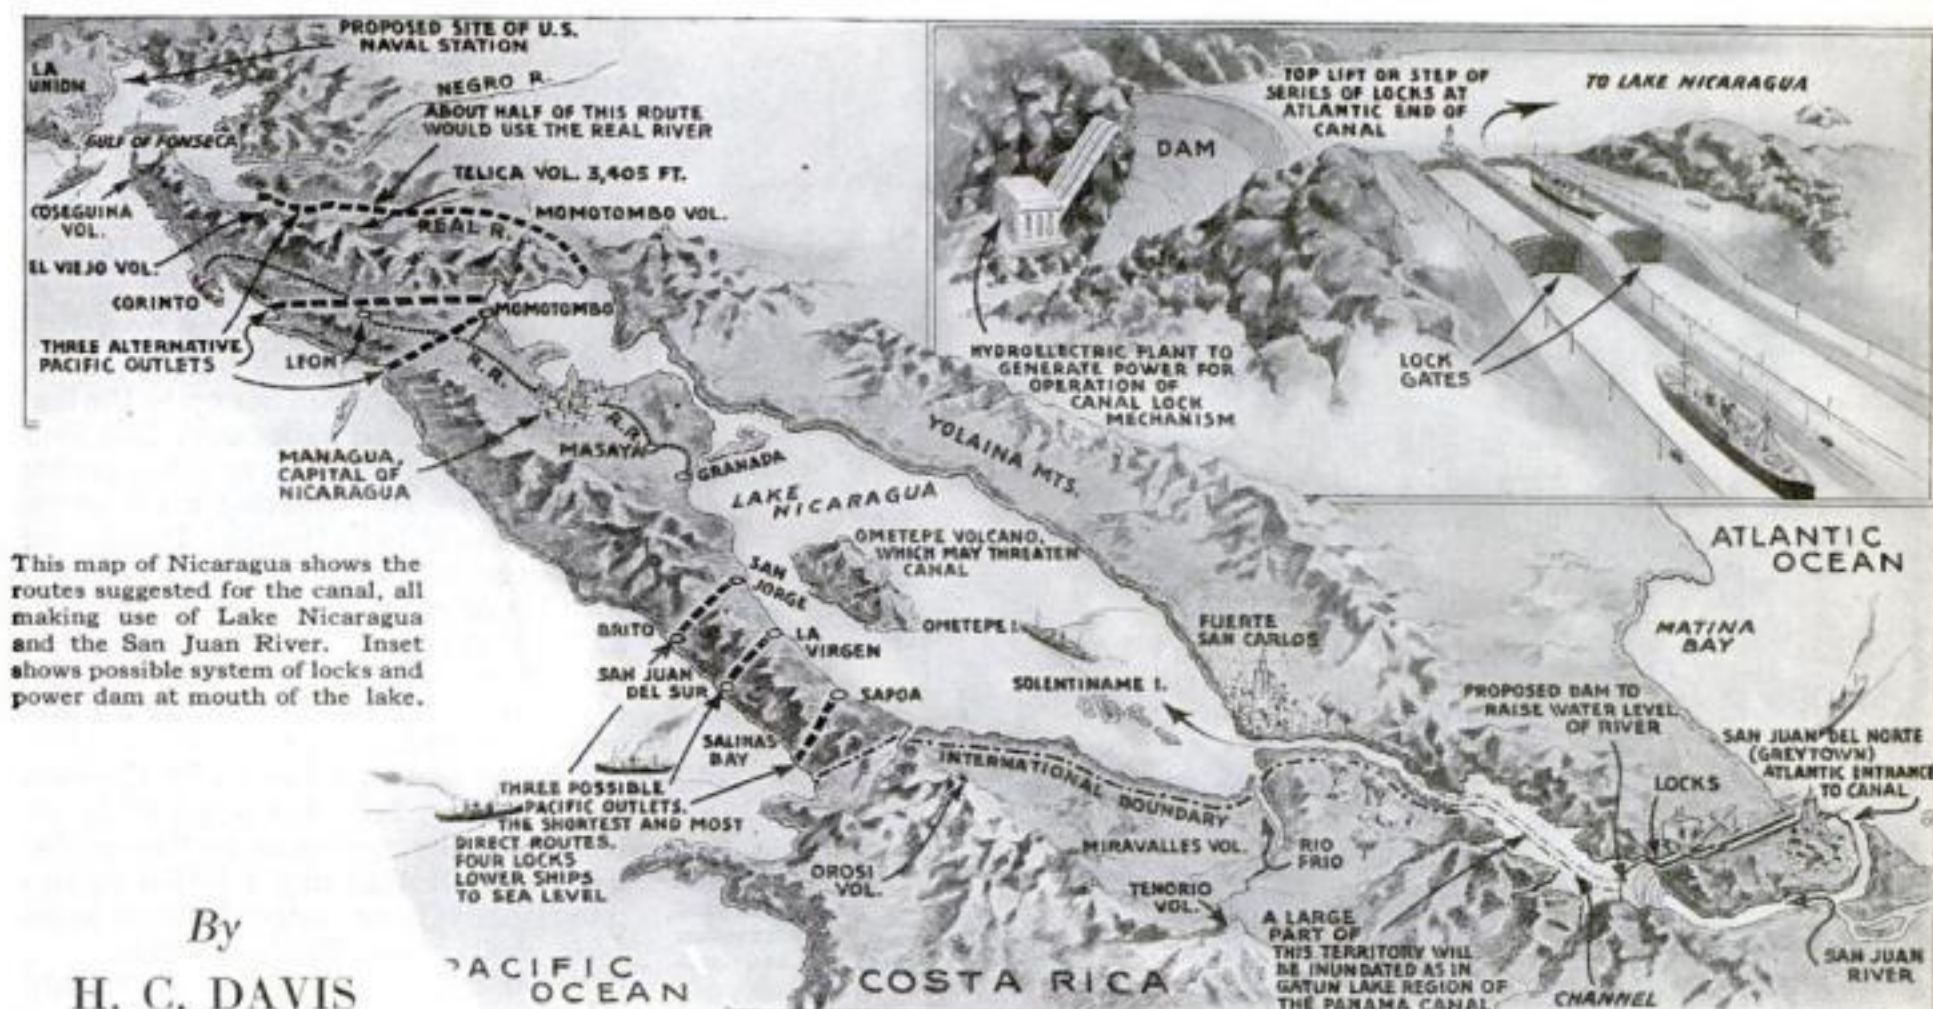 PROPOSED SITE OF U.S.
NAVAL STATION
LA
UNION
NEGRO R.
ABOUT HALF OF THIS ROUTE
WOULD USE THE REAL RIVER
GULF OF FONSECA
TELICA VOL. 3,405 FT.
COSEGUINA
VOL.
MOMOTOMBO VOL.
REAL R.
EL VIEJO VOL.
CORINTO
MOMOTOMBO
THREE ALTERNATIVE
PACIFIC OUTLETS
LEON
R.R.
MANAGUA,
CAPITAL OF
NICARAGUA
R.R.
MASAYA
GRANADA
LAKE
NICARAGUA
YOLAINA MTS.
TOP LIFT OR STEP OF
SERIES OF LOCKS AT
ATLANTIC END OF
CANAL
TO LAKE NICARAGUA
DAM
HYDROELECTRIC PLANT TO
GENERATE POWER FOR
OPERATION OF
CANAL LOCK
MECHANISM
LOCK
GATES
This map of Nicaragua shows the
routes suggested for the canal, all
making use of Lake Nicaragua
and the San Juan River. Inset
shows possible system of locks and
power dam at mouth of the lake.
OMETEPE VOLCANO,
WHICH MAY THREATEN
CANAL
SAN
JORGE
BRITO
LA
VIRGEN
OMETEPE I.
SAN JUAN
DEL SUR
SAPOA
SOLENTINAME I.
FUERTE
SAN CARLOS
ATLANTIC
OCEAN
MATINA
BAY
PROPOSED DAM TO
RAISE WATER LEVEL
OF RIVER
SAN JUAN DEL NORTE
(GREYTOWN)
ATLANTIC ENTRANCE
TO CANAL
LOCKS
SALINAS
BAY
THREE POSSIBLE
PACIFIC OUTLETS.
THE SHORTEST AND MOST
DIRECT ROUTES.
FOUR LOCKS
LOWER SHIPS
TO SEA LEVEL
INTERNATIONAL BOUNDARY
MIRAVALLES VOL.
RIO
FRIO
OROSI
VOL.
TENORIO
VOL.
A LARGE
PART OF
THIS TERRITORY WILL
BE INUNDATED AS IN
GATUN LAKE REGION OF
THE PANAMA CANAL
CHANNEL
SAN JUAN
RIVER
PACIFIC
OCEAN
COSTA RICA
By
H. C. DAVIS